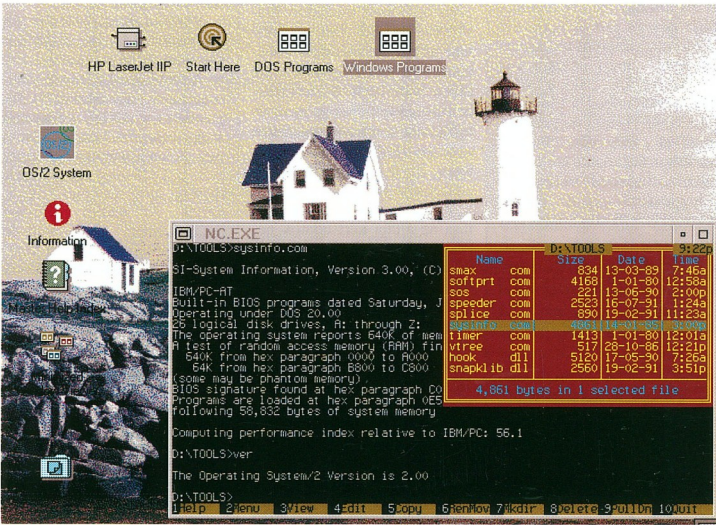 HP LaserJet IIP
Start Here
DOS Programs
Windows Programs
OS/2 System
Information
Master Help Index
NC.EXE
D:\TOOLS>sysinfo.com
SI-System Information, Version 3.00, (C)
IBM/PC-AT
Built-in BIOS programs dated Saturday, J
Operating under DOS 20.00
26 logical disk drives, A: through Z:
The operating system reports 640K of mem
A test of random access memory (RAM) fin
640K from hex paragraph 0000 to A000
64K from hex paragraph B800 to C800
(some may be phantom memory).
BIOS signature found at hex paragraph C0
Programs are loaded at hex paragraph 0E5
following 58,832 bytes of system memory
Computing performance index relative to IBM/PC: 56.1
D:\TOOLS>ver
The Operating System/2 Version is 2.00
D:\TOOLS>
1Help 2Menu 3View 4Edit 5Copy 6RenMov 7Mkdir 8Delete 9PullDn 10Quit
D:\TOOLS 9:22p
Name Size Date Time
smax com 834 13-03-89 7:46a
softprt com 4168 1-01-80 12:58a
sos com 221 13-06-90 2:00p
speeder com 2523 16-07-91 1:24a
splice com 890 19-02-91 11:23a
sysinfo com 4861 14-01-85 3:00p
timer com 1413 1-01-80 12:01a
vtree com 517 28-10-86 12:21p
hook dll 5120 17-05-90 7:26a
snapklib dll 2560 19-02-91 3:51p
4,861 bytes in 1 selected file